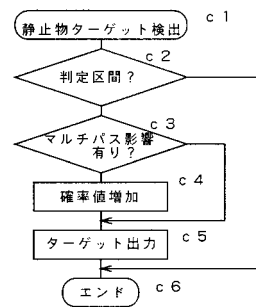 c 1
静止物ターゲット検出
c 2
判定区間？
c 3
マルチパス影響
有り？
c 4
確率値増加
c 5
ターゲット出力
c 6
エンド